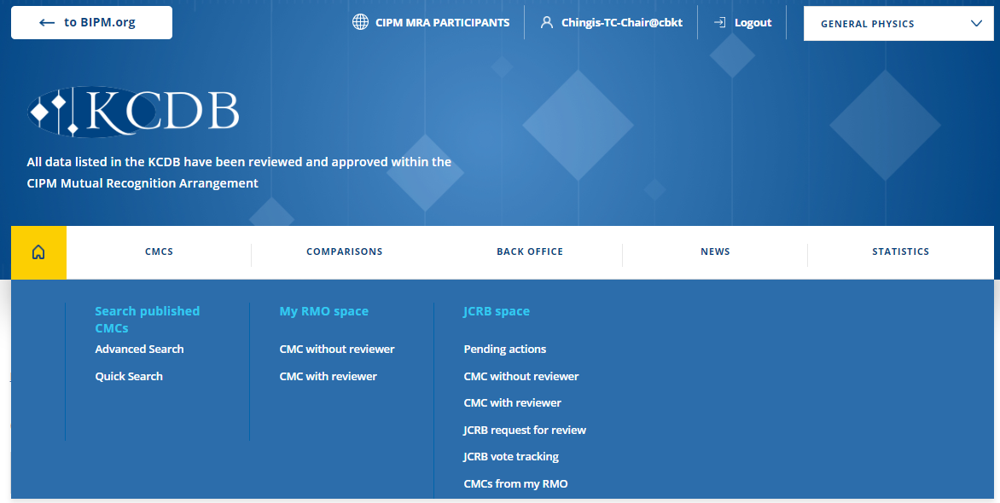 ← to BIPM.org
CIPM MRA PARTICIPANTS
Chingis-TC-Chair@cbkt
Logout
GENERAL PHYSICS
KCDB
All data listed in the KCDB have been reviewed and approved within the
CIPM Mutual Recognition Arrangement
CMCS
COMPARISONS
BACK OFFICE
NEWS
STATISTICS
Search published
CMCs
Advanced Search
Quick Search
My RMO space
CMC without reviewer
CMC with reviewer
JCRB space
Pending actions
CMC without reviewer
CMC with reviewer
JCRB request for review
JCRB vote tracking
CMCs from my RMO